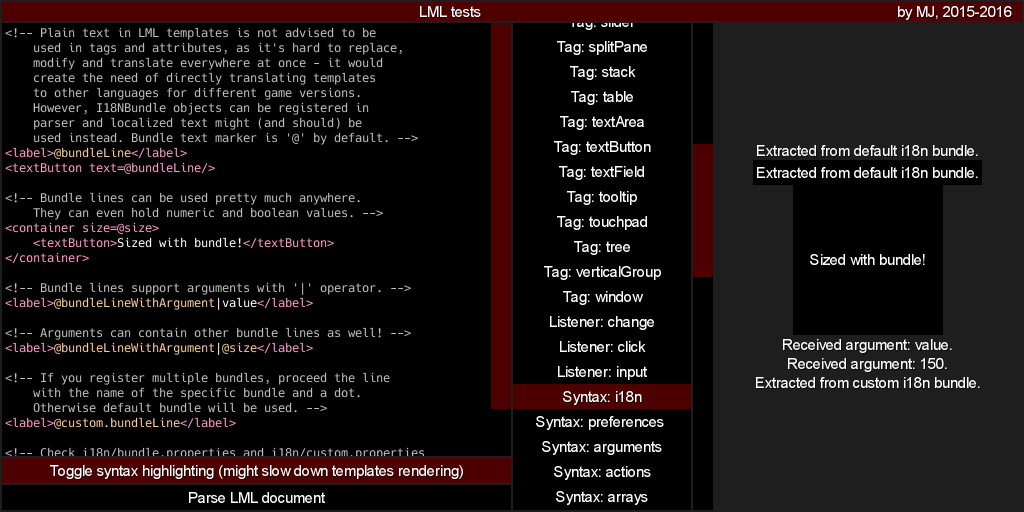 LML tests
by MJ, 2015-2016
<!-- Plain text in LML templates is not advised to be
used in tags and attributes, as it's hard to replace,
modify and translate everywhere at once - it would
create the need of directly translating templates
to other languages for different game versions.
However, I18NBundle objects can be registered in
parser and localized text might (and should) be
used instead. Bundle text marker is '@' by default. -->
<label>@bundleLine</label>
<textButton text=@bundleLine/>
<!-- Bundle lines can be used pretty much anywhere.
They can even hold numeric and boolean values. -->
<container size=@size>
<textButton>Sized with bundle!</textButton>
</container>
<!-- Bundle lines support arguments with '|' operator. -->
<label>@bundleLineWithArgument|value</label>
<!-- Arguments can contain other bundle lines as well! -->
<label>@bundleLineWithArgument|@size</label>
<!-- If you register multiple bundles, proceed the line
with the name of the specific bundle and a dot.
Otherwise default bundle will be used. -->
<label>@custom.bundleLine</label>
<!-- Check i18n/bundle.properties and i18n/custom.properties
Toggle syntax highlighting (might slow down templates rendering)
Parse LML document
Tag: slider
Tag: splitPane
Tag: stack
Tag: table
Tag: textArea
Tag: textButton
Tag: textField
Tag: tooltip
Tag: touchpad
Tag: tree
Tag: verticalGroup
Tag: window
Listener: change
Listener: click
Listener: input
Syntax: i18n
Syntax: preferences
Syntax: arguments
Syntax: actions
Syntax: arrays
Extracted from default i18n bundle.
Extracted from default i18n bundle.
Sized with bundle!
Received argument: value.
Received argument: 150.
Extracted from custom i18n bundle.